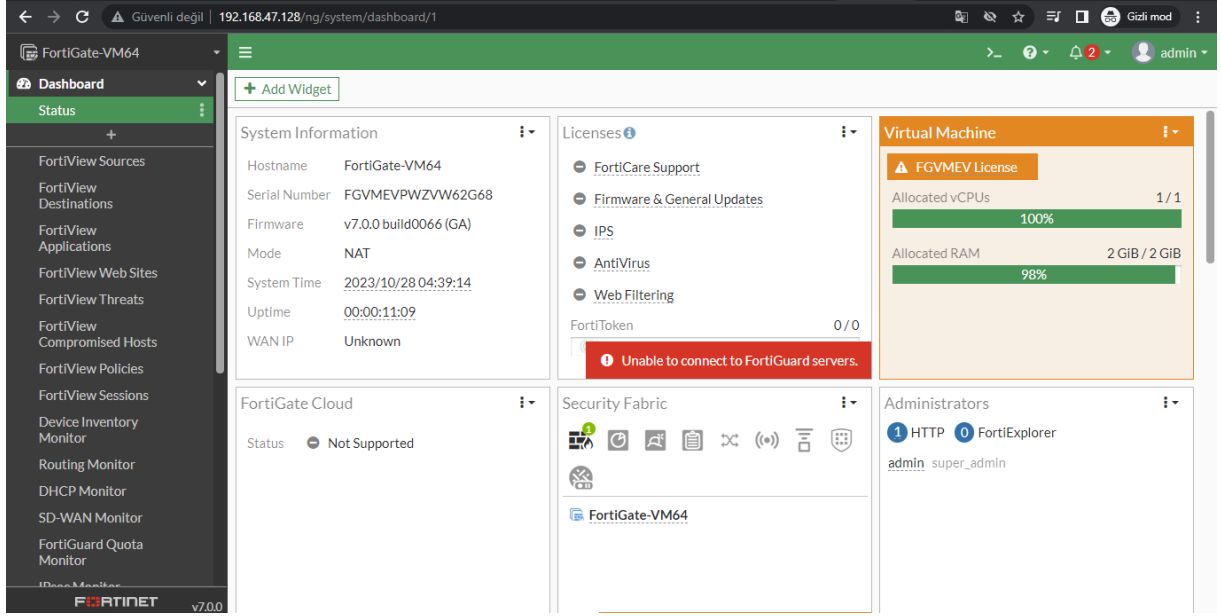 Güvenli değil | 192.168.47.128/ng/system/dashboard/1
Gizli mod
FortiGate-VM64
>_
2
admin
Dashboard
Status
+
FortiView Sources
FortiView
Destinations
FortiView
Applications
FortiView Web Sites
FortiView Threats
FortiView
Compromised Hosts
FortiView Policies
FortiView Sessions
Device Inventory
Monitor
Routing Monitor
DHCP Monitor
SD-WAN Monitor
FortiGuard Quota
Monitor
IPsec Monitor
FORTINET v7.0.0
+ Add Widget
System Information
Hostname FortiGate-VM64
Serial Number FGVMEVPWZVW62G68
Firmware v7.0.0 build0066 (GA)
Mode NAT
System Time 2023/10/28 04:39:14
Uptime 00:00:11:09
WAN IP Unknown
Licenses
FortiCare Support
Firmware & General Updates
IPS
AntiVirus
Web Filtering
FortiToken 0 / 0
Unable to connect to FortiGuard servers.
Virtual Machine
FGVMEV License
Allocated vCPUs 1 / 1
100%
Allocated RAM 2 GiB / 2 GiB
98%
FortiGate Cloud
Status Not Supported
Security Fabric
1
FortiGate-VM64
Administrators
1 HTTP 0 FortiExplorer
admin super_admin